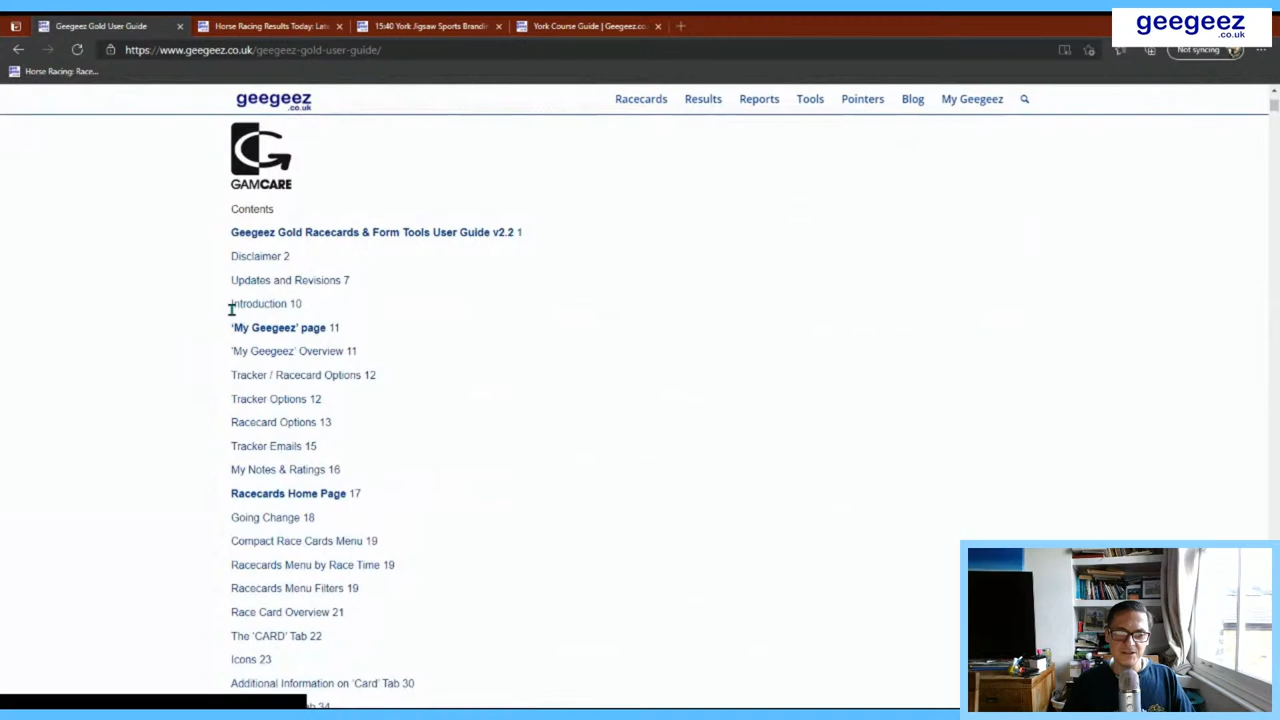 Geegeez Gold User Guide
Horse Racing Results Today: Late
15:40 York Jigsaw Sports Brandin
York Course Guide | Geegeez.co.
https://www.geegeez.co.uk/geegeez-gold-user-guide/
Not syncing
geegeez
.co.uk
Horse Racing: Race...
geegeez
.co.uk
Racecards
Results
Reports
Tools
Pointers
Blog
My Geegeez
GAMCARE
Contents
Geegeez Gold Racecards & Form Tools User Guide v2.2 1
Disclaimer 2
Updates and Revisions 7
Introduction 10
‘My Geegeez’ page 11
‘My Geegeez’ Overview 11
Tracker / Racecard Options 12
Tracker Options 12
Racecard Options 13
Tracker Emails 15
My Notes & Ratings 16
Racecards Home Page 17
Going Change 18
Compact Race Cards Menu 19
Racecards Menu by Race Time 19
Racecards Menu Filters 19
Race Card Overview 21
The ‘CARD’ Tab 22
Icons 23
Additional Information on ‘Card’ Tab 30
34